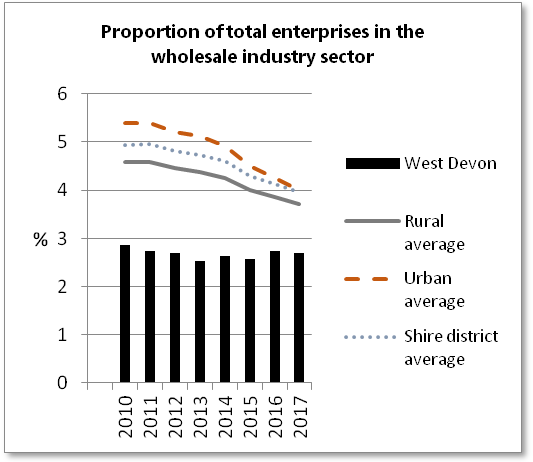 Proportion of total enterprises in the
wholesale industry sector
6
5
4
3
2
1
0
%
2010
2011
2012
2013
2014
2015
2016
2017
West Devon
Rural
average
Urban
average
Shire district
average